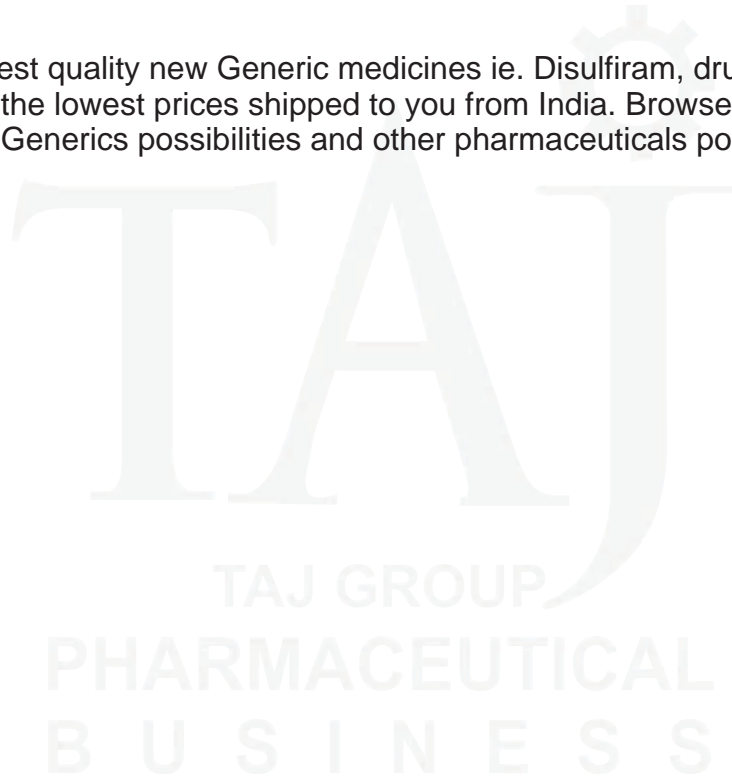 est quality new Generic medicines ie. Disulfiram, dru
the lowest prices shipped to you from India. Browse
Generics possibilities and other pharmaceuticals po
TAJ
TAJ GROUP
PHARMACEUTICAL
BUSINESS